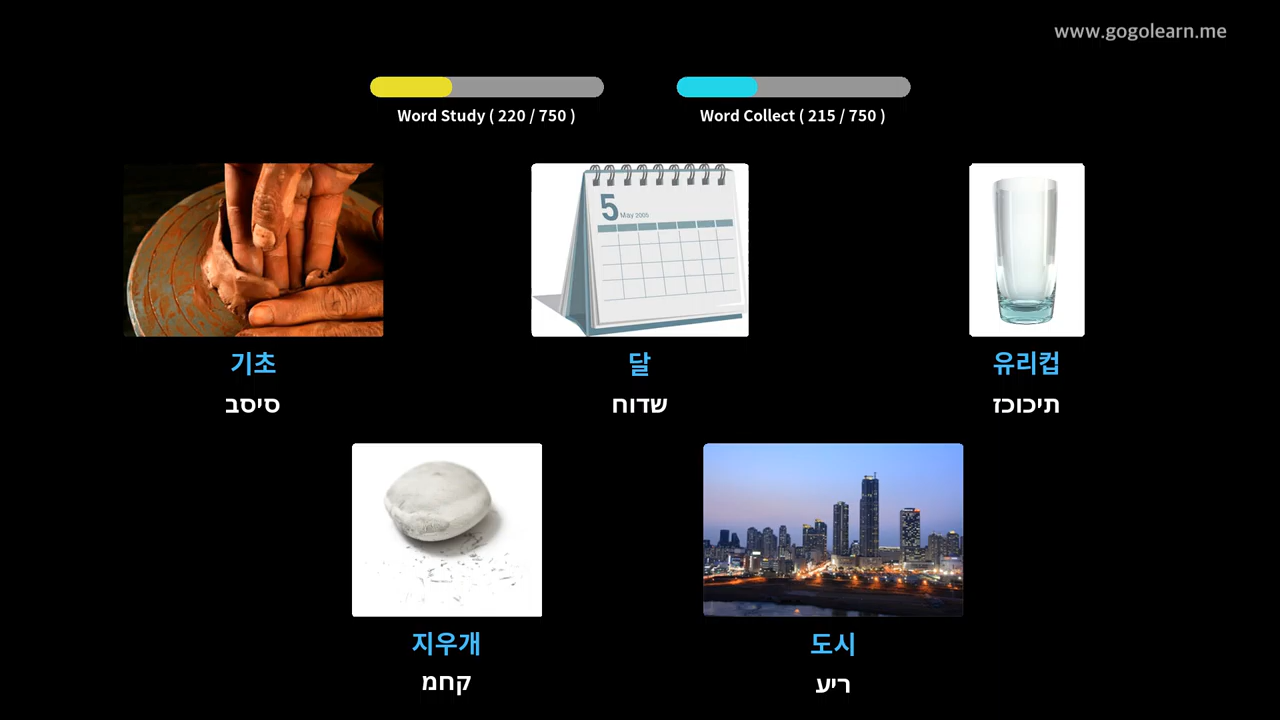 www.gogolearn.me
Word Study ( 220 / 750 )
Word Collect ( 215 / 750 )
5 May 2005
기초
סיסב
달
שדוח
유리컵
תיכוכז
지우개
קחמ
도시
ריע